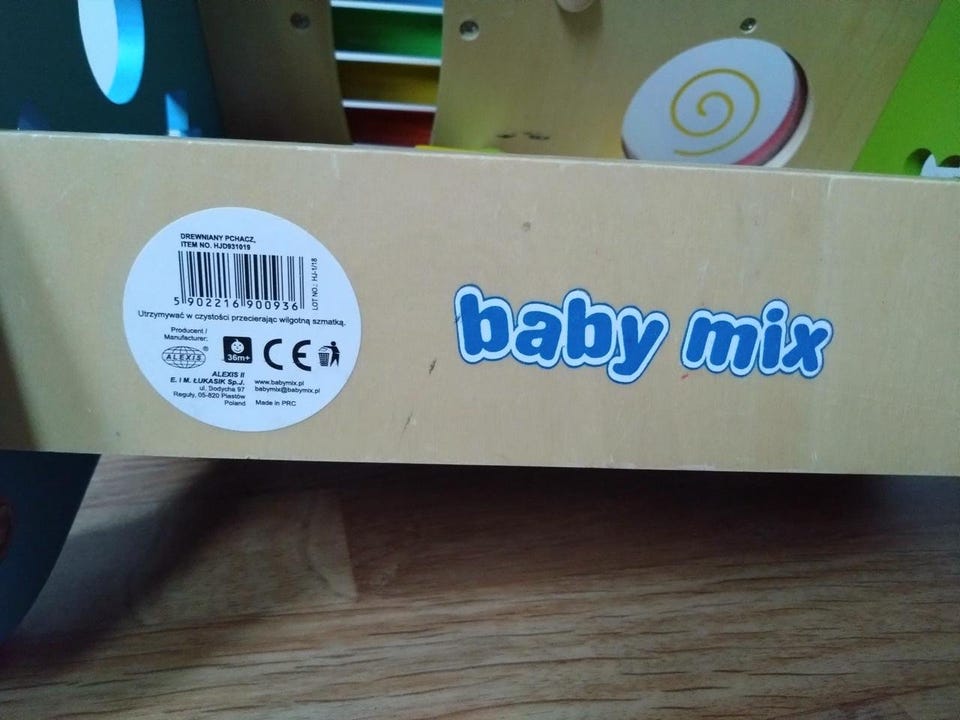 DREWNIANY PCHACZ,
ITEM NO. HJD931019
LOT NO.: HJ-1/18
5 902216 900936
Utrzymywać w czystości przecierając wilgotną szmatką.
Producent /
Manufacturer:
ALEXIS ®
36m+
CE
ALEXIS II
E. i M. ŁUKASIK Sp.J.
ul. Sodycha 97
Reguły, 05-820 Piastów
Poland
www.babymix.pl
babymix@babymix.pl
Made in PRC
baby mix